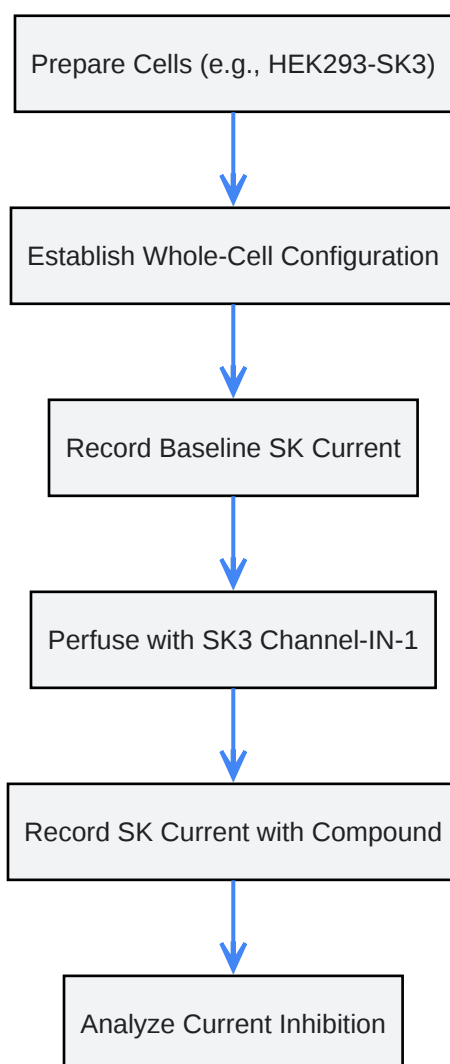 Prepare Cells (e.g., HEK293-SK3)
Establish Whole-Cell Configuration
Record Baseline SK Current
Perfuse with SK3 Channel-IN-1
Record SK Current with Compound
Analyze Current Inhibition